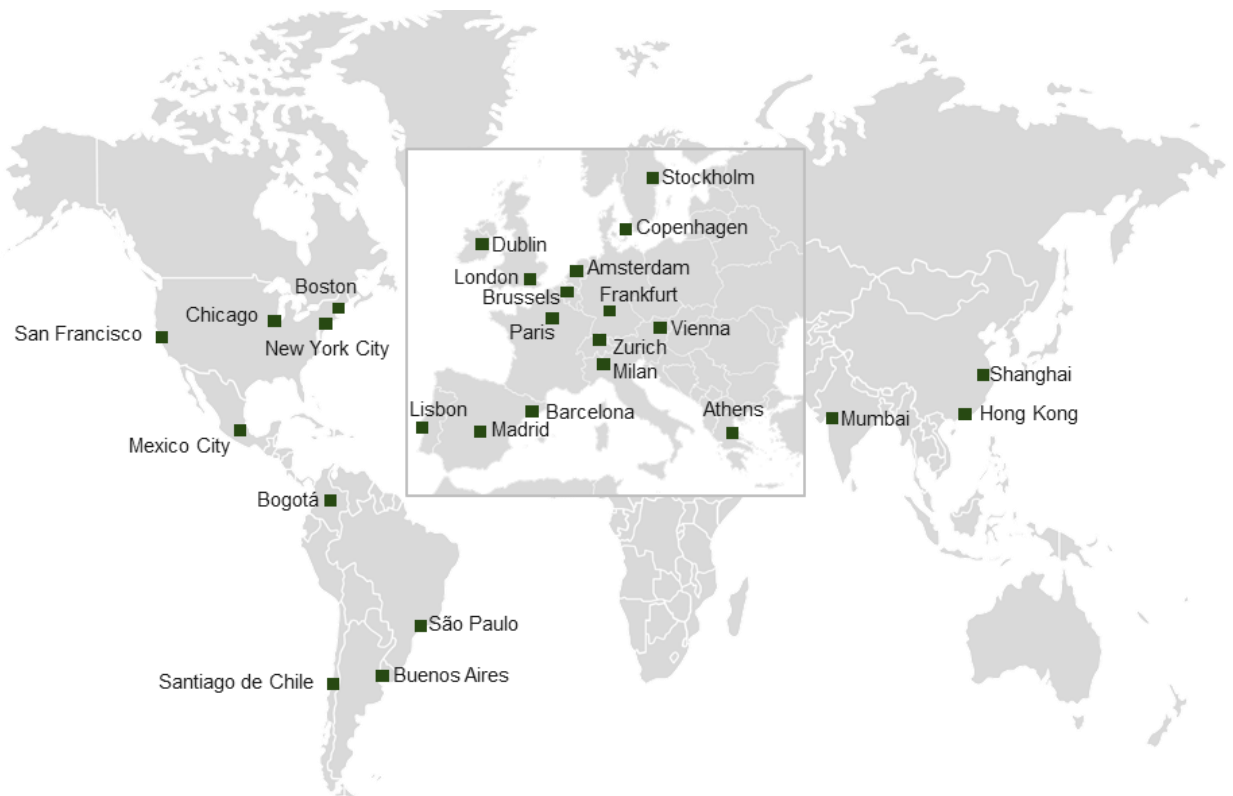 Stockholm
Copenhagen
Dublin
Amsterdam
London
Brussels
Frankfurt
Boston
Chicago
Paris
Vienna
San Francisco
New York City
Zurich
Milan
Shanghai
Lisbon
Barcelona
Athens
Hong Kong
Mumbai
Madrid
Mexico City
Bogotá
São Paulo
Buenos Aires
Santiago de Chile